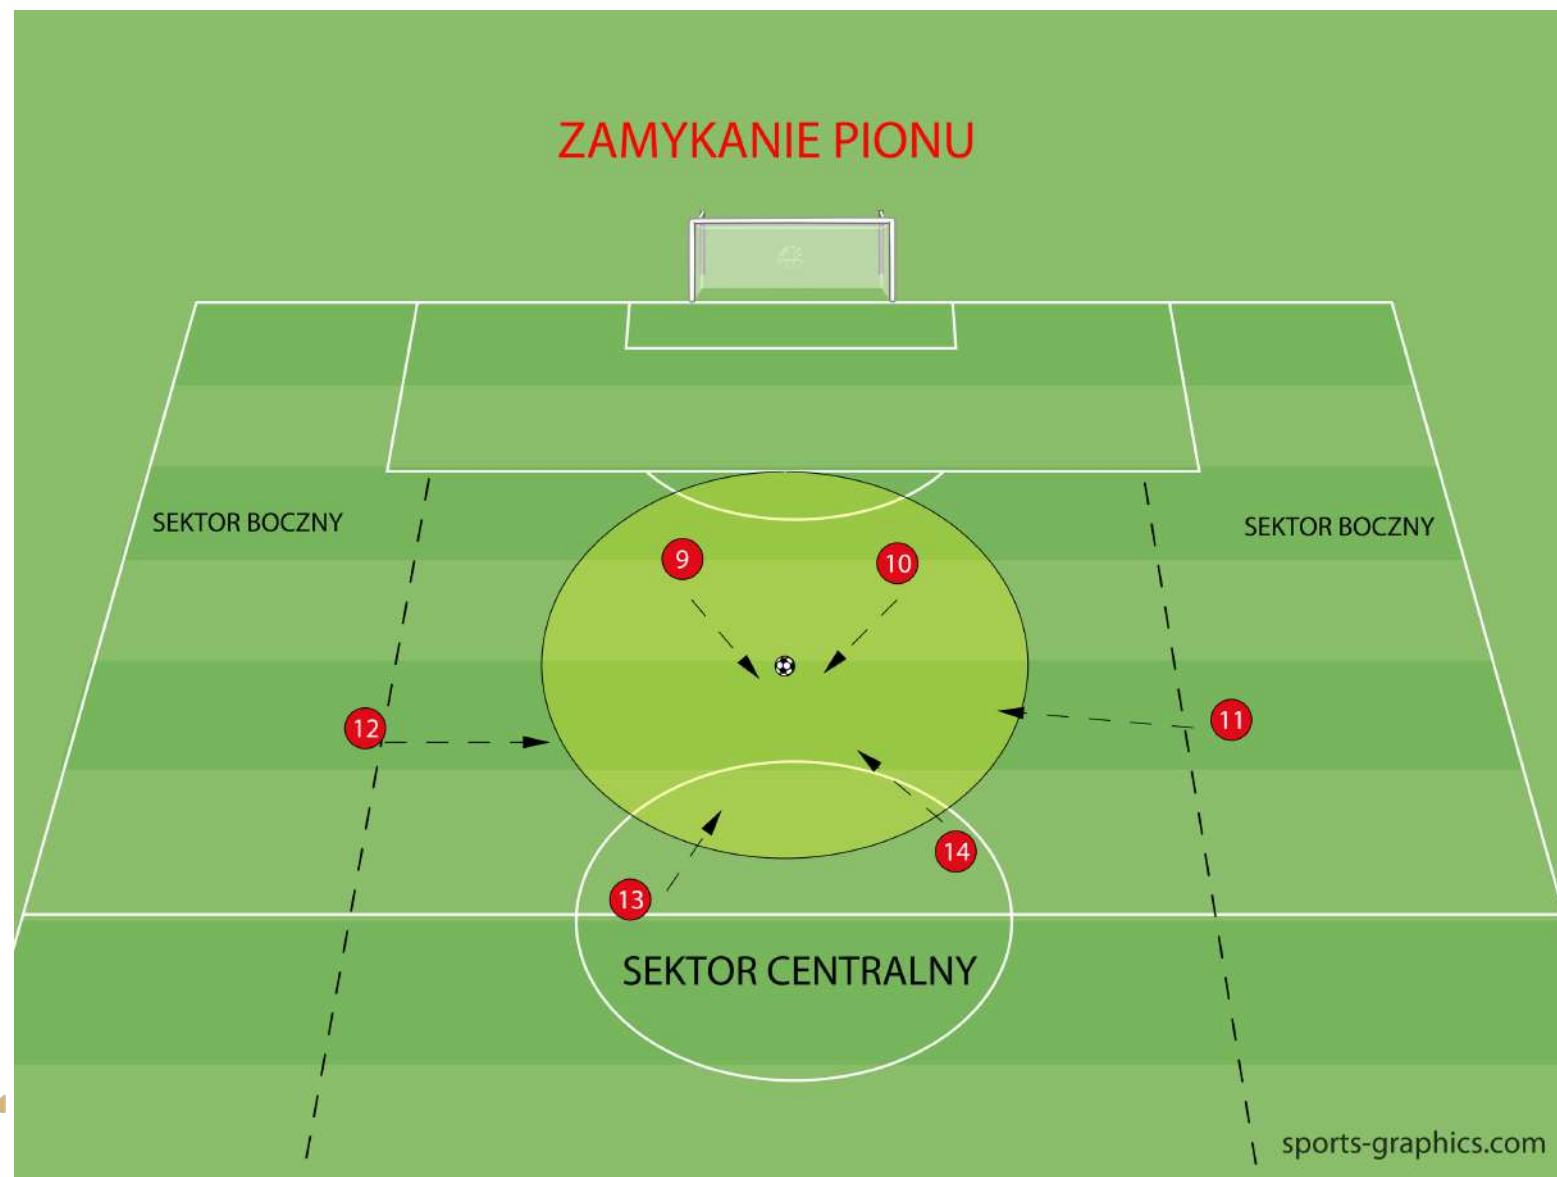 ZAMYKANIE PIONU
SEKTOR BOCZNY
SEKTOR BOCZNY
9
10
12
11
14
13
SEKTOR CENTRALNY
sports-graphics.com